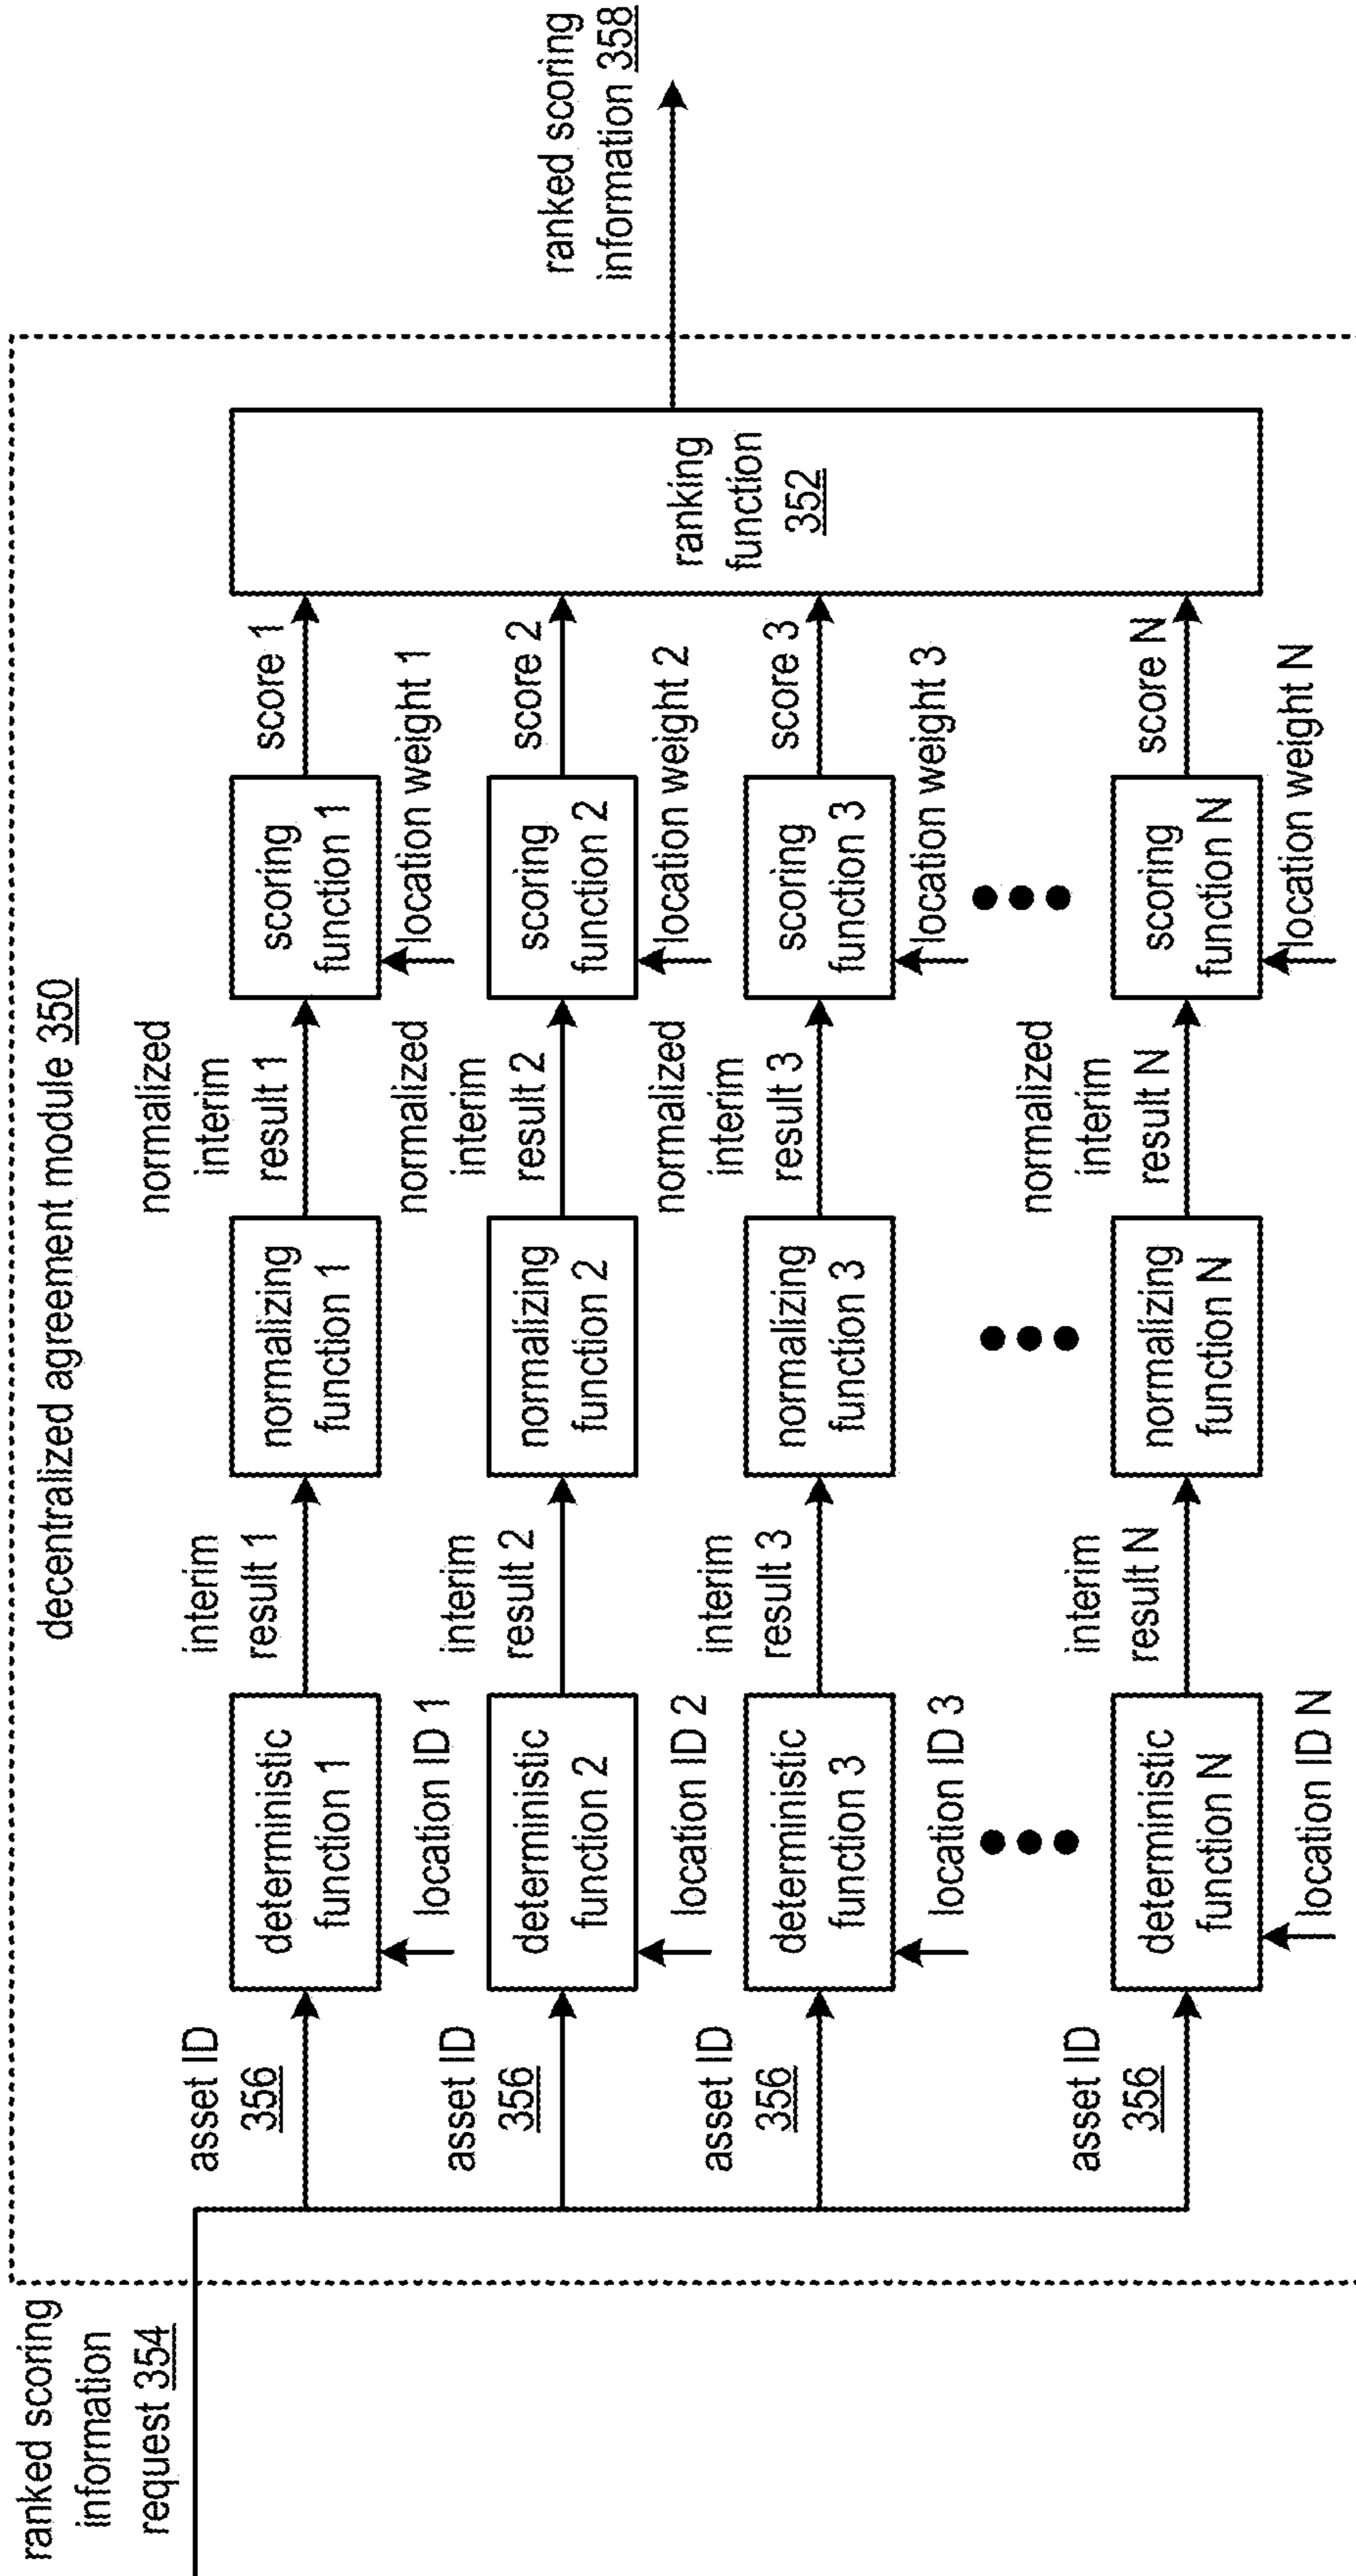 ranked scoring
information
request 354
decentralized agreement module 350
asset ID
356
deterministic
function 1
location ID 1
interim
result 1
normalizing
function 1
normalized
interim
result 1
scoring
function 1
location weight 1
score 1
asset ID
356
deterministic
function 2
location ID 2
interim
result 2
normalizing
function 2
normalized
interim
result 2
scoring
function 2
location weight 2
score 2
asset ID
356
deterministic
function 3
location ID 3
interim
result 3
normalizing
function 3
normalized
interim
result 3
scoring
function 3
location weight 3
score 3
asset ID
356
deterministic
function N
location ID N
interim
result N
normalizing
function N
normalized
interim
result N
scoring
function N
location weight N
score N
ranking
function
352
ranked scoring
information 358